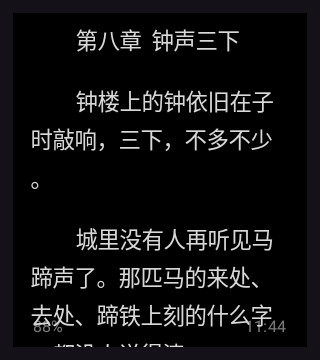 第八章 钟声三下
钟楼上的钟依旧在子
时敲响，三下，不多不少
。
城里没有人再听见马
蹄声了。那匹马的来处、
去处、蹄铁上刻的什么字
88%
11:44